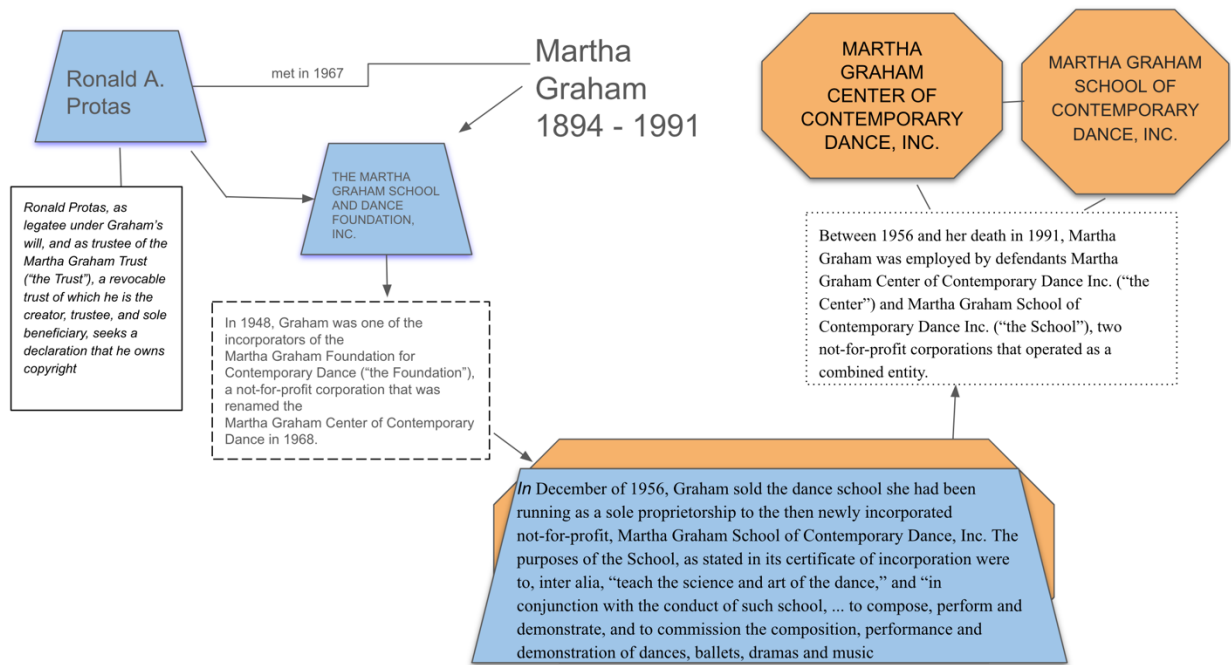 Ronald A.
Protas
met in 1967
Martha
Graham
1894 - 1991
MARTHA
GRAHAM
CENTER OF
CONTEMPORARY
DANCE, INC.
MARTHA GRAHAM
SCHOOL OF
CONTEMPORARY
DANCE, INC.
THE MARTHA
GRAHAM SCHOOL
AND DANCE
FOUNDATION,
INC.
Ronald Protas, as
legatee under Graham's
will, and as trustee of the
Martha Graham Trust
("the Trust"), a revocable
trust of which he is the
creator, trustee, and sole
beneficiary, seeks a
declaration that he owns
copyright
Between 1956 and her death in 1991, Martha
Graham was employed by defendants Martha
Graham Center of Contemporary Dance Inc. ("the
Center") and Martha Graham School of
Contemporary Dance Inc. ("the School"), two
not-for-profit corporations that operated as a
combined entity.
In 1948, Graham was one of the
incorporators of the
Martha Graham Foundation for
Contemporary Dance ("the Foundation"),
a not-for-profit corporation that was
renamed the
Martha Graham Center of Contemporary
Dance in 1968.
In December of 1956, Graham sold the dance school she had been
running as a sole proprietorship to the then newly incorporated
not-for-profit, Martha Graham School of Contemporary Dance, Inc. The
purposes of the School, as stated in its certificate of incorporation were
to, inter alia, "teach the science and art of the dance," and "in
conjunction with the conduct of such school, ... to compose, perform and
demonstrate, and to commission the composition, performance and
demonstration of dances, ballets, dramas and music